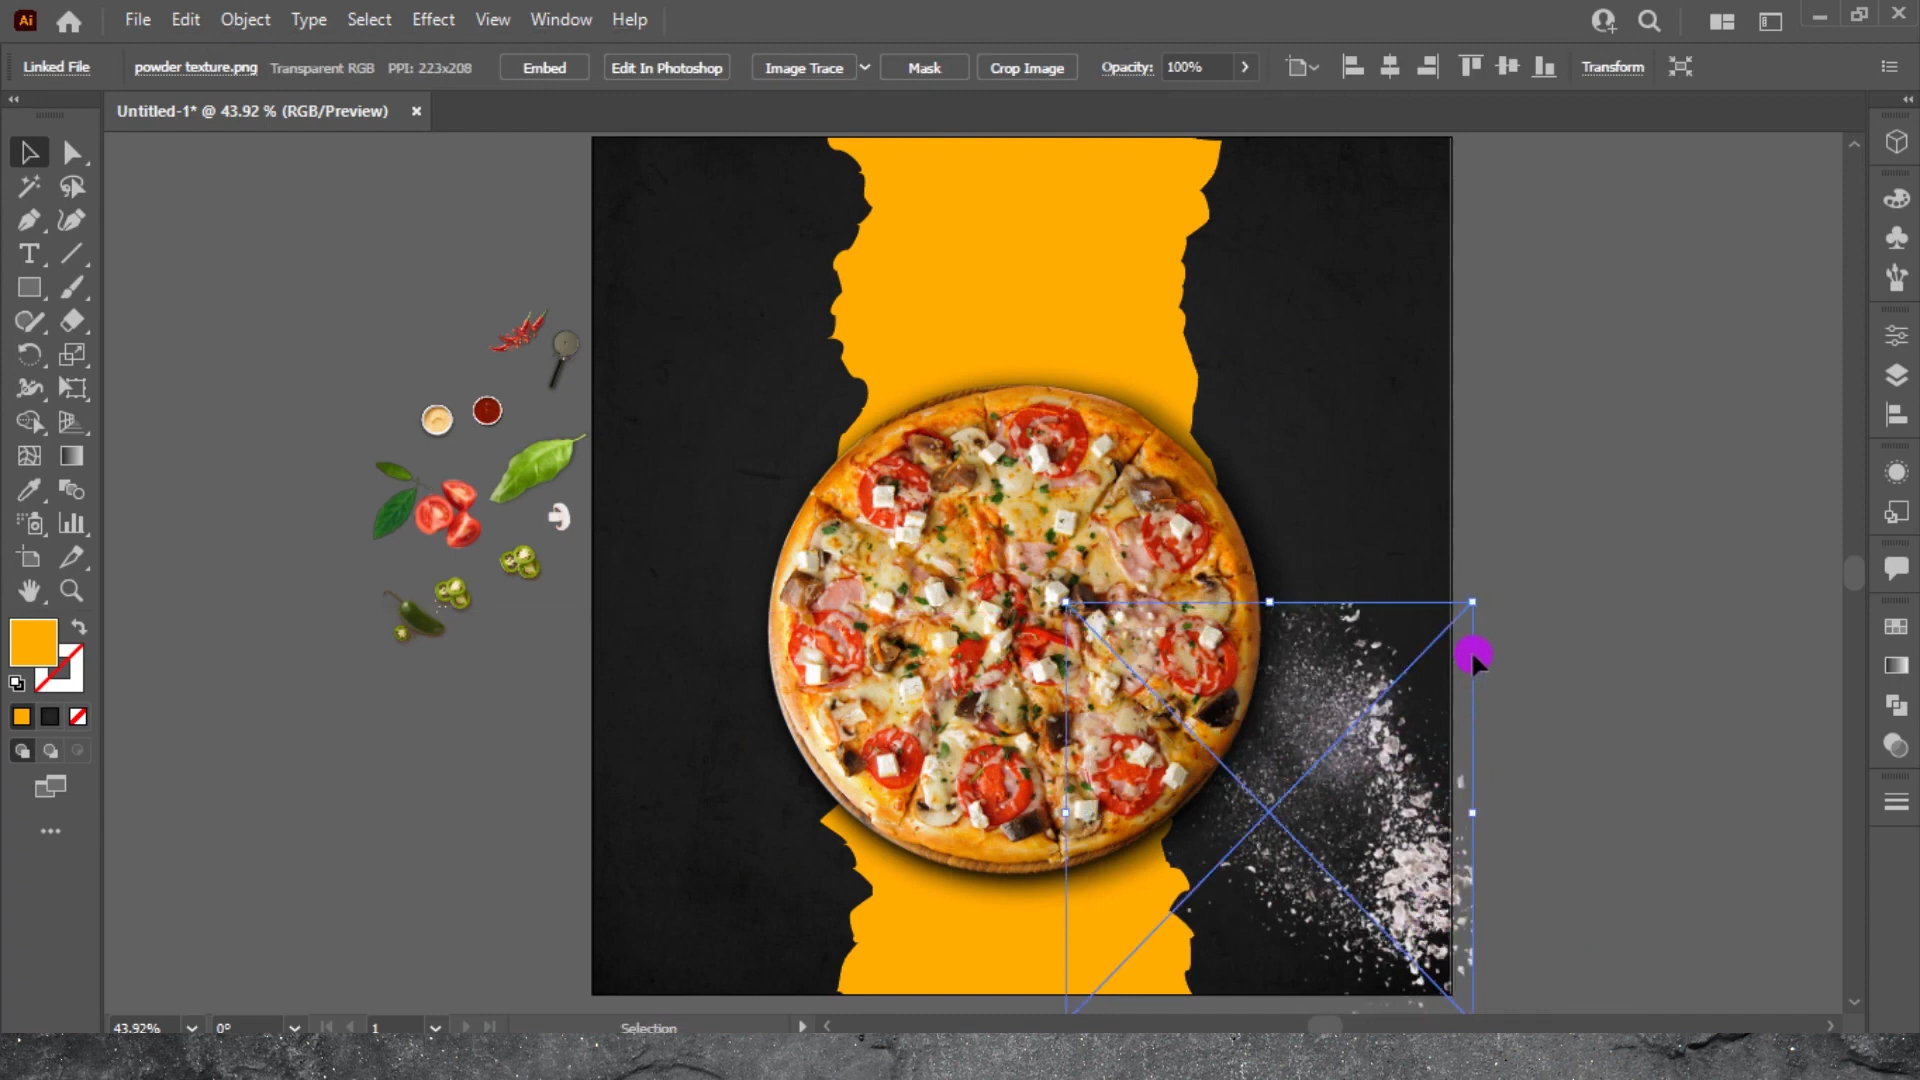 Ai File Edit Object Type Select Effect View Window Help
Linked File powder texture.png Transparent RGB PPI: 223x208 Embed Edit In Photoshop Image Trace Mask Crop Image Opacity: 100% Transform
Untitled-1* @ 43.92 % (RGB/Preview)
43.92% 0° 1 Selection